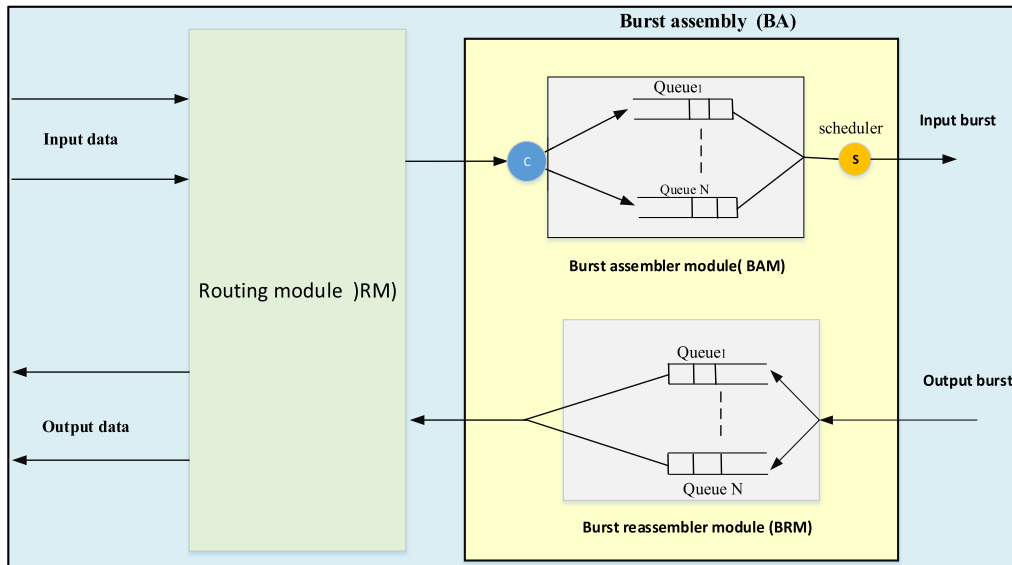 Burst assembly (BA)
Input data
Routing module )RM)
Output data
Queue1
C
Queue N
scheduler
S
Input burst
Burst assembler module( BAM)
Queue1
Queue N
Output burst
Burst reassembler module (BRM)